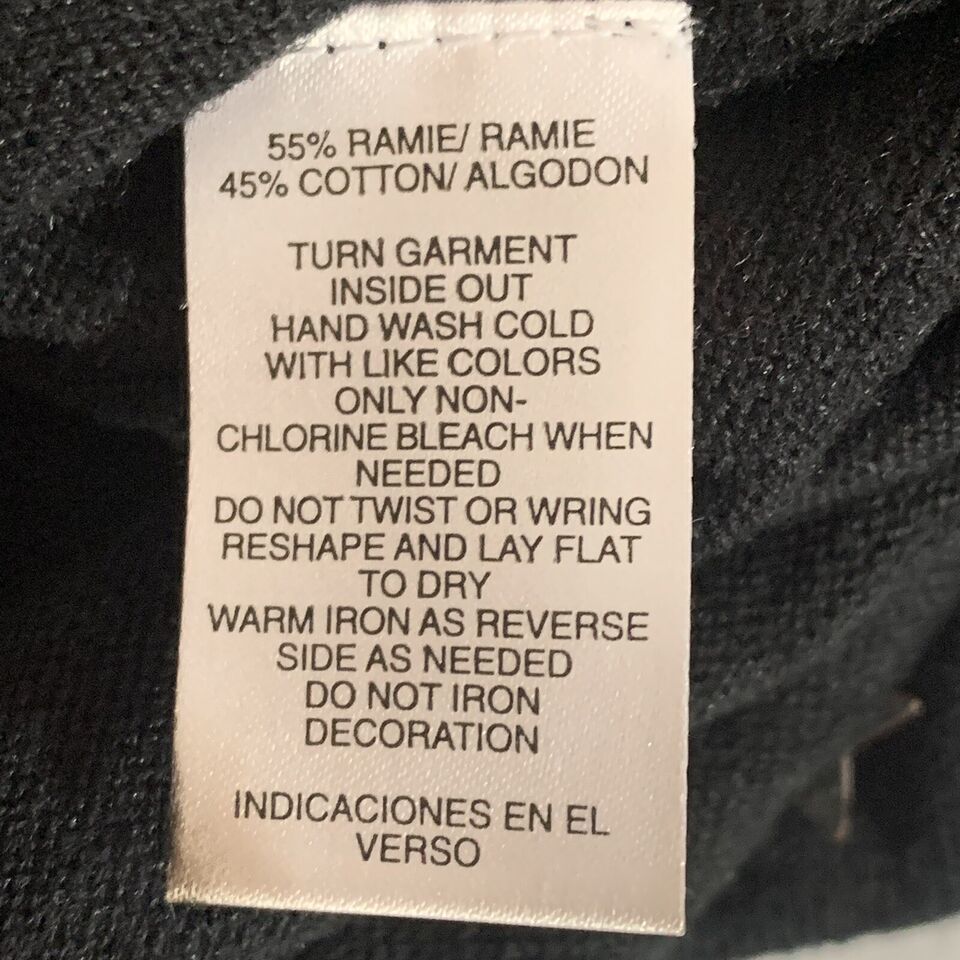 55% RAMIE/ RAMIE
45% COTTON/ ALGODON
TURN GARMENT
INSIDE OUT
HAND WASH COLD
WITH LIKE COLORS
ONLY NON-
CHLORINE BLEACH WHEN
NEEDED
DO NOT TWIST OR WRING
RESHAPE AND LAY FLAT
TO DRY
WARM IRON AS REVERSE
SIDE AS NEEDED
DO NOT IRON
DECORATION
INDICACIONES EN EL
VERSO